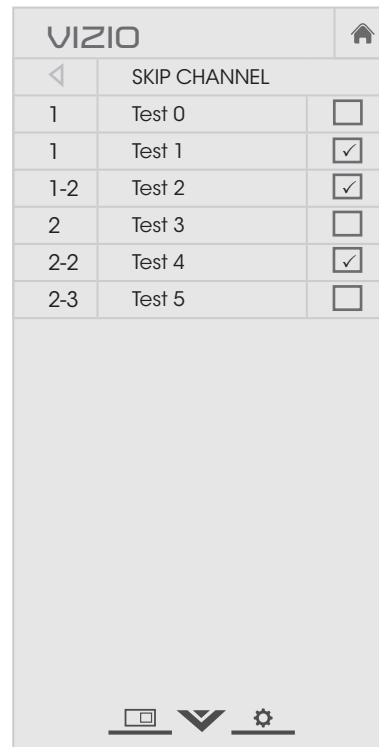 VIZIO
SKIP CHANNEL
1 Test 0
1 Test 1
1-2 Test 2
2 Test 3
2-2 Test 4
2-3 Test 5